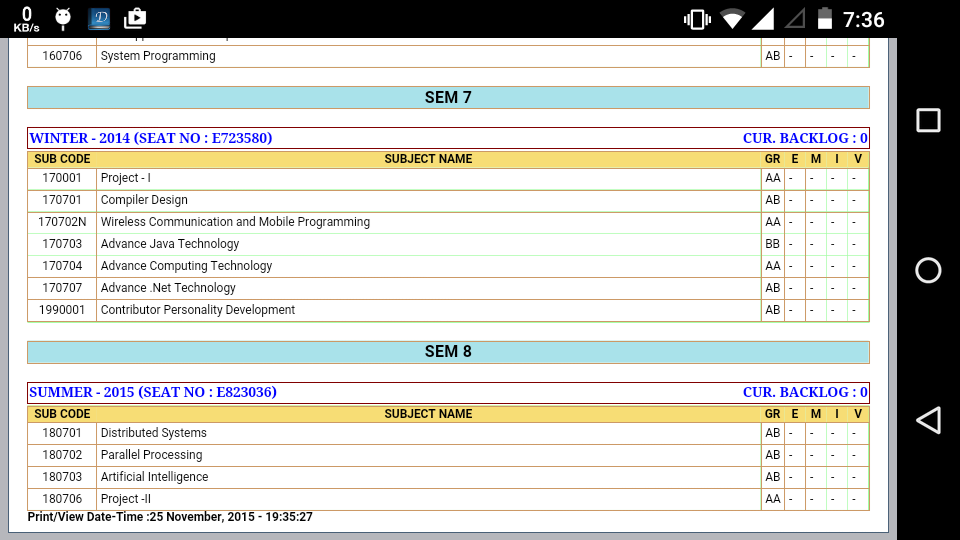 0
KB/s
7:36
160706 System Programming AB - - - -
SEM 7
WINTER - 2014 (SEAT NO : E723580) CUR. BACKLOG : 0
SUB CODE SUBJECT NAME GR E M I V
170001 Project - I AA - - - -
170701 Compiler Design AB - - - -
170702N Wireless Communication and Mobile Programming AA - - - -
170703 Advance Java Technology BB - - - -
170704 Advance Computing Technology AA - - - -
170707 Advance .Net Technology AB - - - -
1990001 Contributor Personality Development AB - - - -
SEM 8
SUMMER - 2015 (SEAT NO : E823036) CUR. BACKLOG : 0
SUB CODE SUBJECT NAME GR E M I V
180701 Distributed Systems AB - - - -
180702 Parallel Processing AB - - - -
180703 Artificial Intelligence AB - - - -
180706 Project -II AA - - - -
Print/View Date-Time :25 November, 2015 - 19:35:27